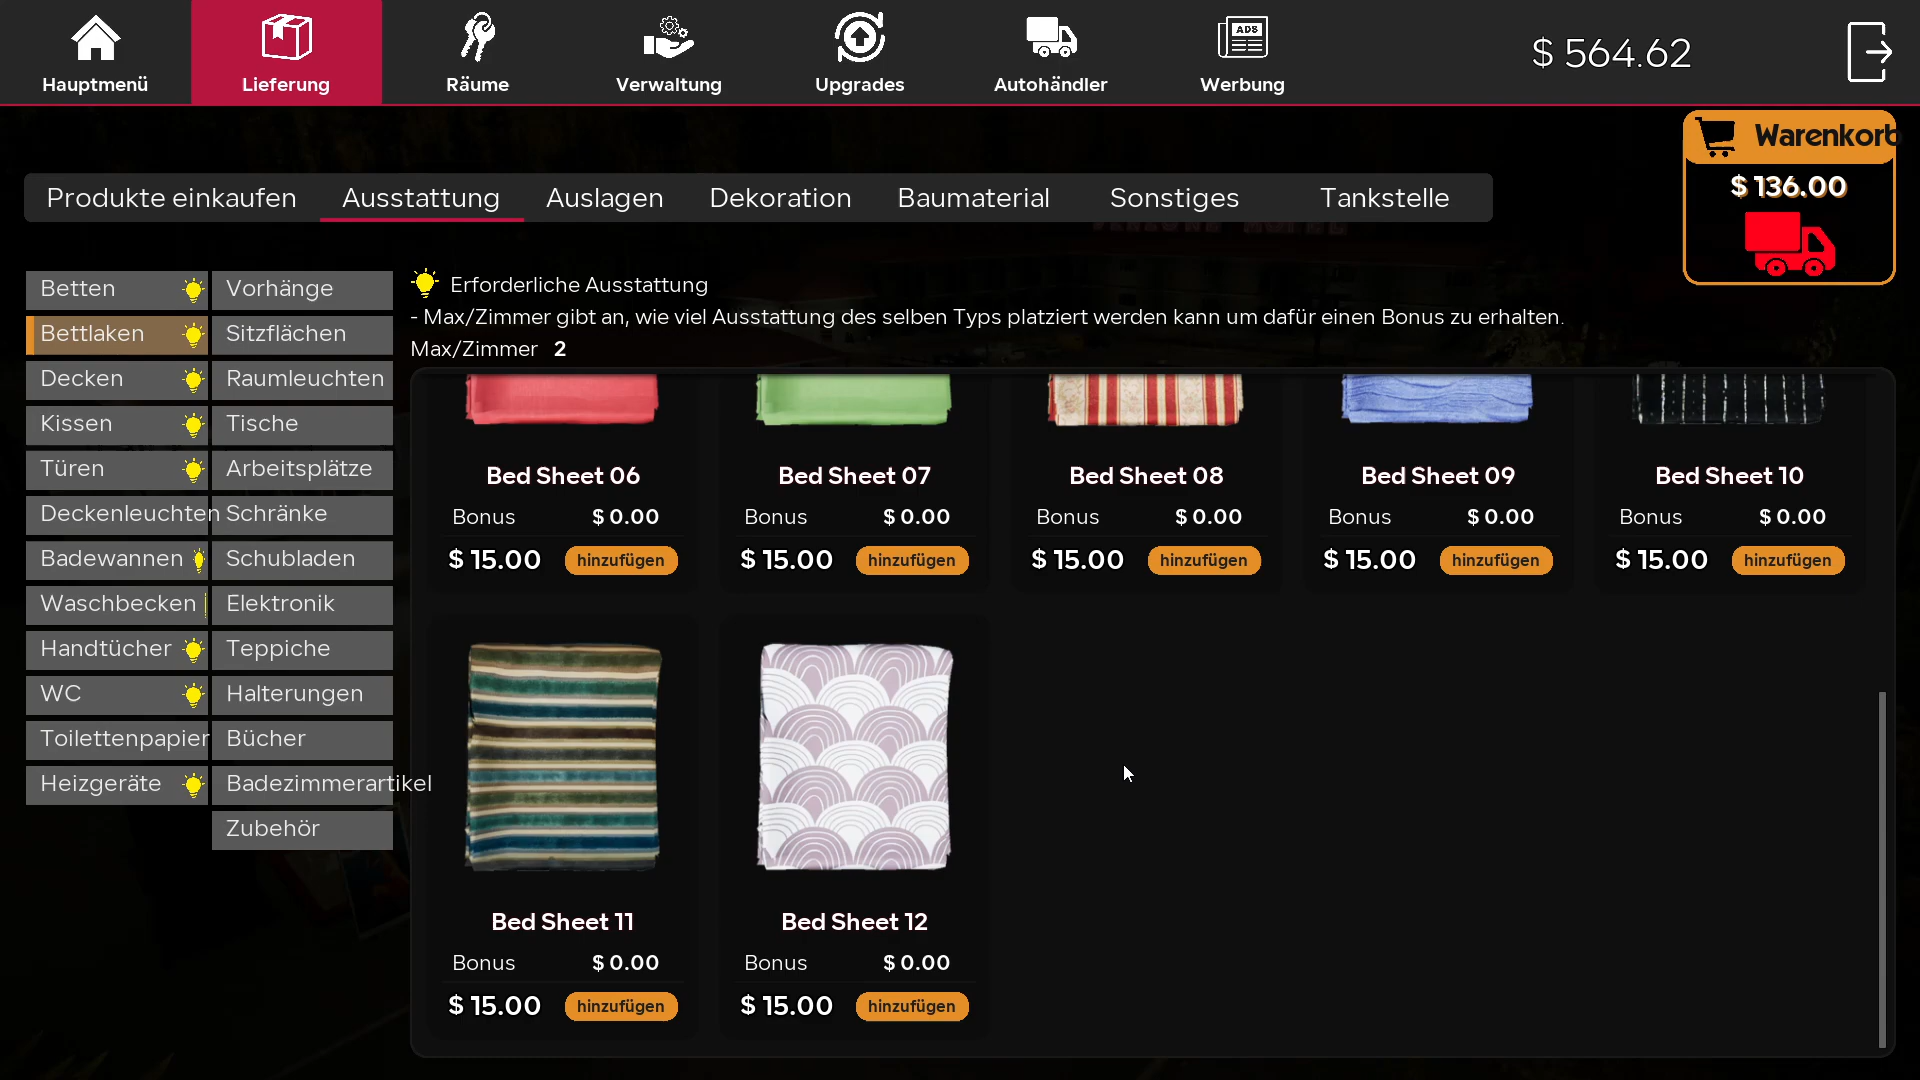 Hauptmenü
Lieferung
Räume
Verwaltung
Upgrades
Autohändler
ADS
Werbung
$ 564.62
Warenkorb
$ 136.00
Produkte einkaufen
Ausstattung
Auslagen
Dekoration
Baumaterial
Sonstiges
Tankstelle
Betten
Vorhänge
Bettlaken
Sitzflächen
Decken
Raumleuchten
Kissen
Tische
Türen
Arbeitsplätze
Deckenleuchten
Schränke
Badewannen
Schubladen
Waschbecken
Elektronik
Handtücher
Teppiche
WC
Halterungen
Toilettenpapier
Bücher
Heizgeräte
Badezimmerartikel
Zubehör
Erforderliche Ausstattung
- Max/Zimmer gibt an, wie viel Ausstattung des selben Typs platziert werden kann um dafür einen Bonus zu erhalten.
Max/Zimmer 2
Bed Sheet 06
Bonus $ 0.00
$ 15.00 hinzufügen
Bed Sheet 07
Bonus $ 0.00
$ 15.00 hinzufügen
Bed Sheet 08
Bonus $ 0.00
$ 15.00 hinzufügen
Bed Sheet 09
Bonus $ 0.00
$ 15.00 hinzufügen
Bed Sheet 10
Bonus $ 0.00
$ 15.00 hinzufügen
Bed Sheet 11
Bonus $ 0.00
$ 15.00 hinzufügen
Bed Sheet 12
Bonus $ 0.00
$ 15.00 hinzufügen